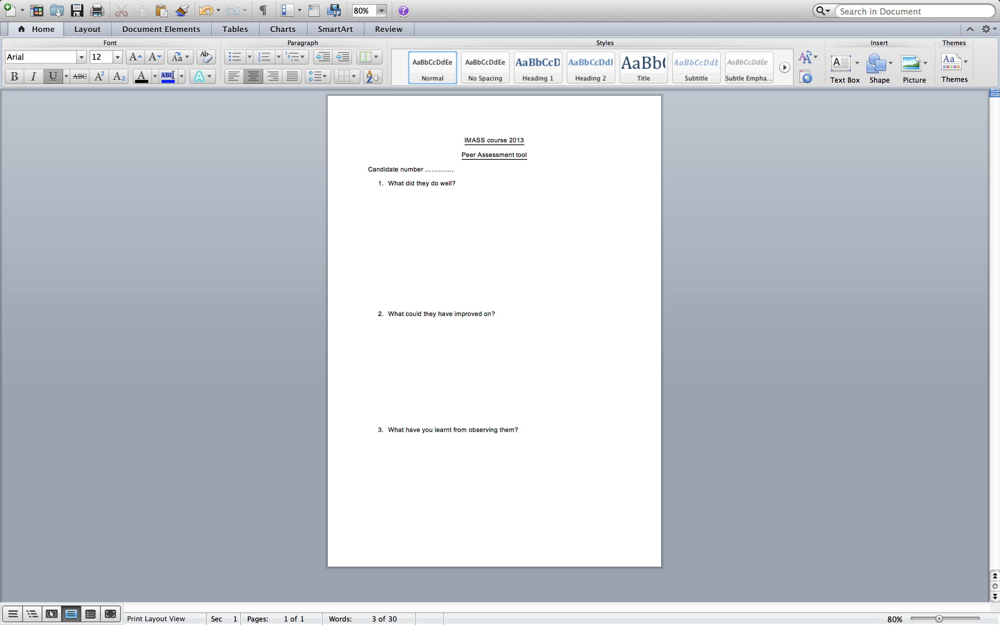 80%
Search in Document
Home Layout Document Elements Tables Charts SmartArt Review
Font Paragraph Styles Insert Themes
Arial 12
AaBbCcDdEe AaBbCcDdEe AaBbCcD AaBbCcDdI AaBb( AaBbCcDdE AaBbCcDdEe
Normal No Spacing Heading 1 Heading 2 Title Subtitle Subtle Empha...
Text Box Shape Picture Themes
IMASS course 2013
Peer Assessment tool
Candidate number ………….
1. What did they do well?
2. What could they have improved on?
3. What have you learnt from observing them?
Print Layout View Sec 1 Pages: 1 of 1 Words: 3 of 30 80%